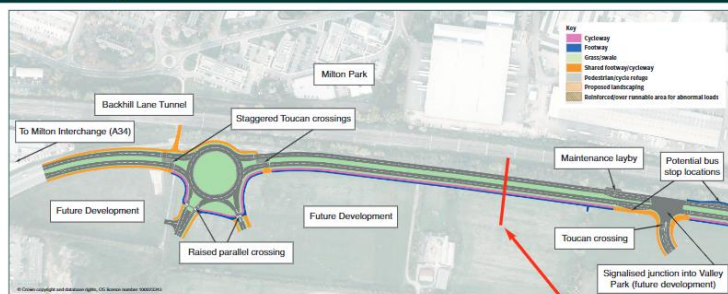 Key
Cycleway
Footway
Grass/swale
Shared footway/cycleway
Pedestrian/cycle refuge
Proposed landscaping
Reinforced/over runnable area for abnormal loads
Milton Park
Backhill Lane Tunnel
Staggered Toucan crossings
To Milton Interchange (A34)
Maintenance layby
Potential bus
stop locations
Future Development
Future Development
Raised parallel crossing
Toucan crossing
Signalised junction into Valley
Park (future development)
© Crown copyright and database rights, OS licence number